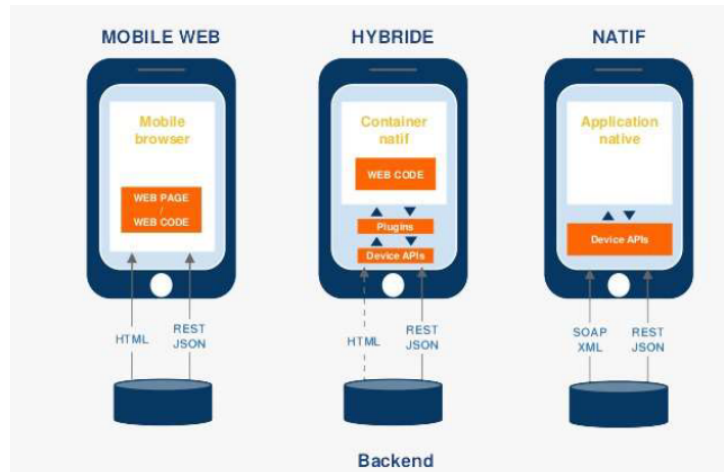 MOBILE WEB
Mobile
browser
WEB PAGE
/
WEB CODE
HTML
REST
JSON
HYBRIDE
Container
natif
WEB CODE
Plugins
Device APIs
HTML
REST
JSON
NATIF
Application
native
Device APIs
SOAP
XML
REST
JSON
Backend